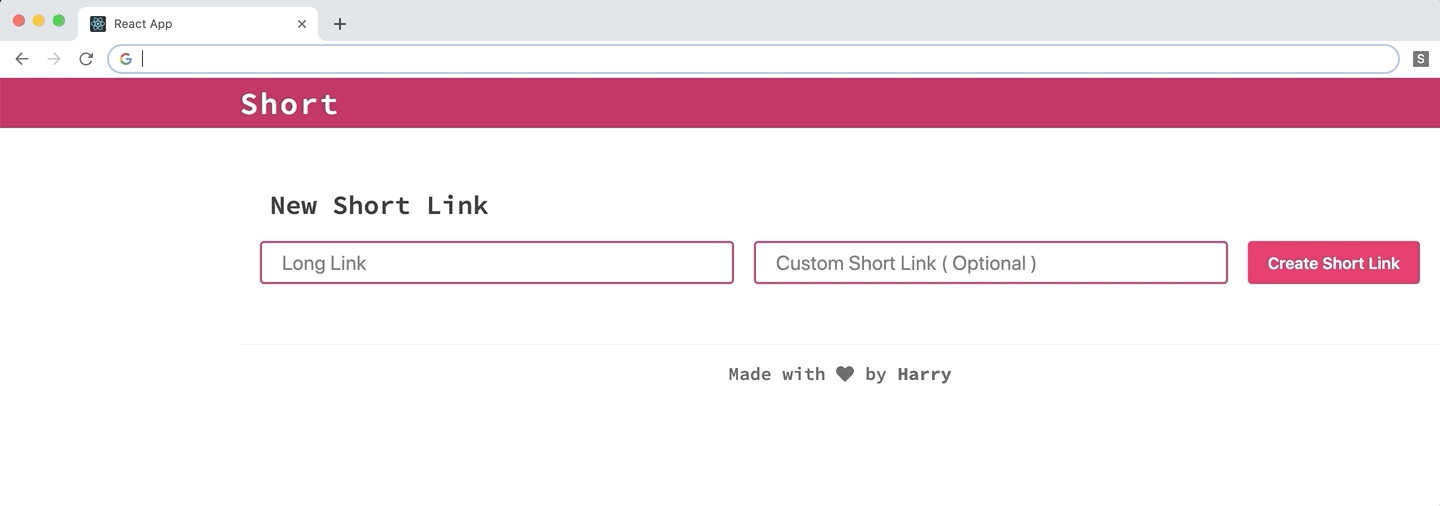 React App
S
Short
New Short Link
Long Link
Custom Short Link ( Optional )
Create Short Link
Made with ♥ by Harry